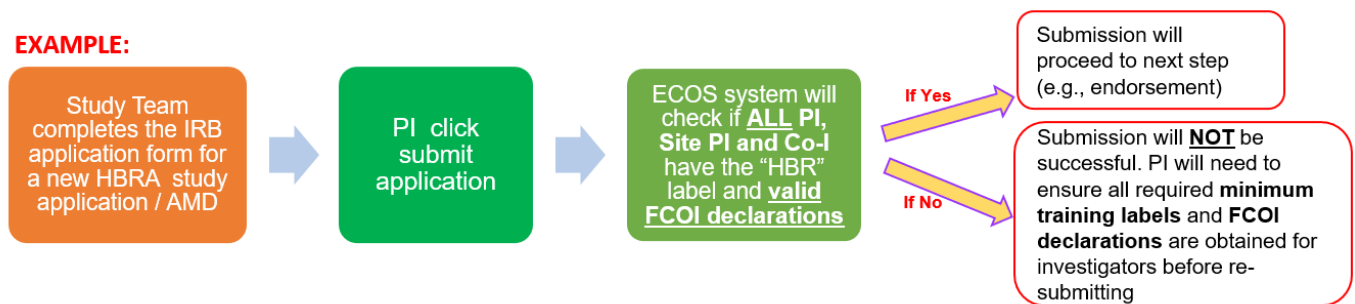 EXAMPLE:
Study Team
completes the IRB
application form for
a new HBRA study
application / AMD
PI click
submit
application
ECOS system will
check if ALL PI,
Site PI and Co-I
have the “HBR”
label and valid
FCOI declarations
If Yes
If No
Submission will
proceed to next step
(e.g., endorsement)
Submission will NOT be
successful. PI will need to
ensure all required minimum
training labels and FCOI
declarations are obtained for
investigators before re-
submitting